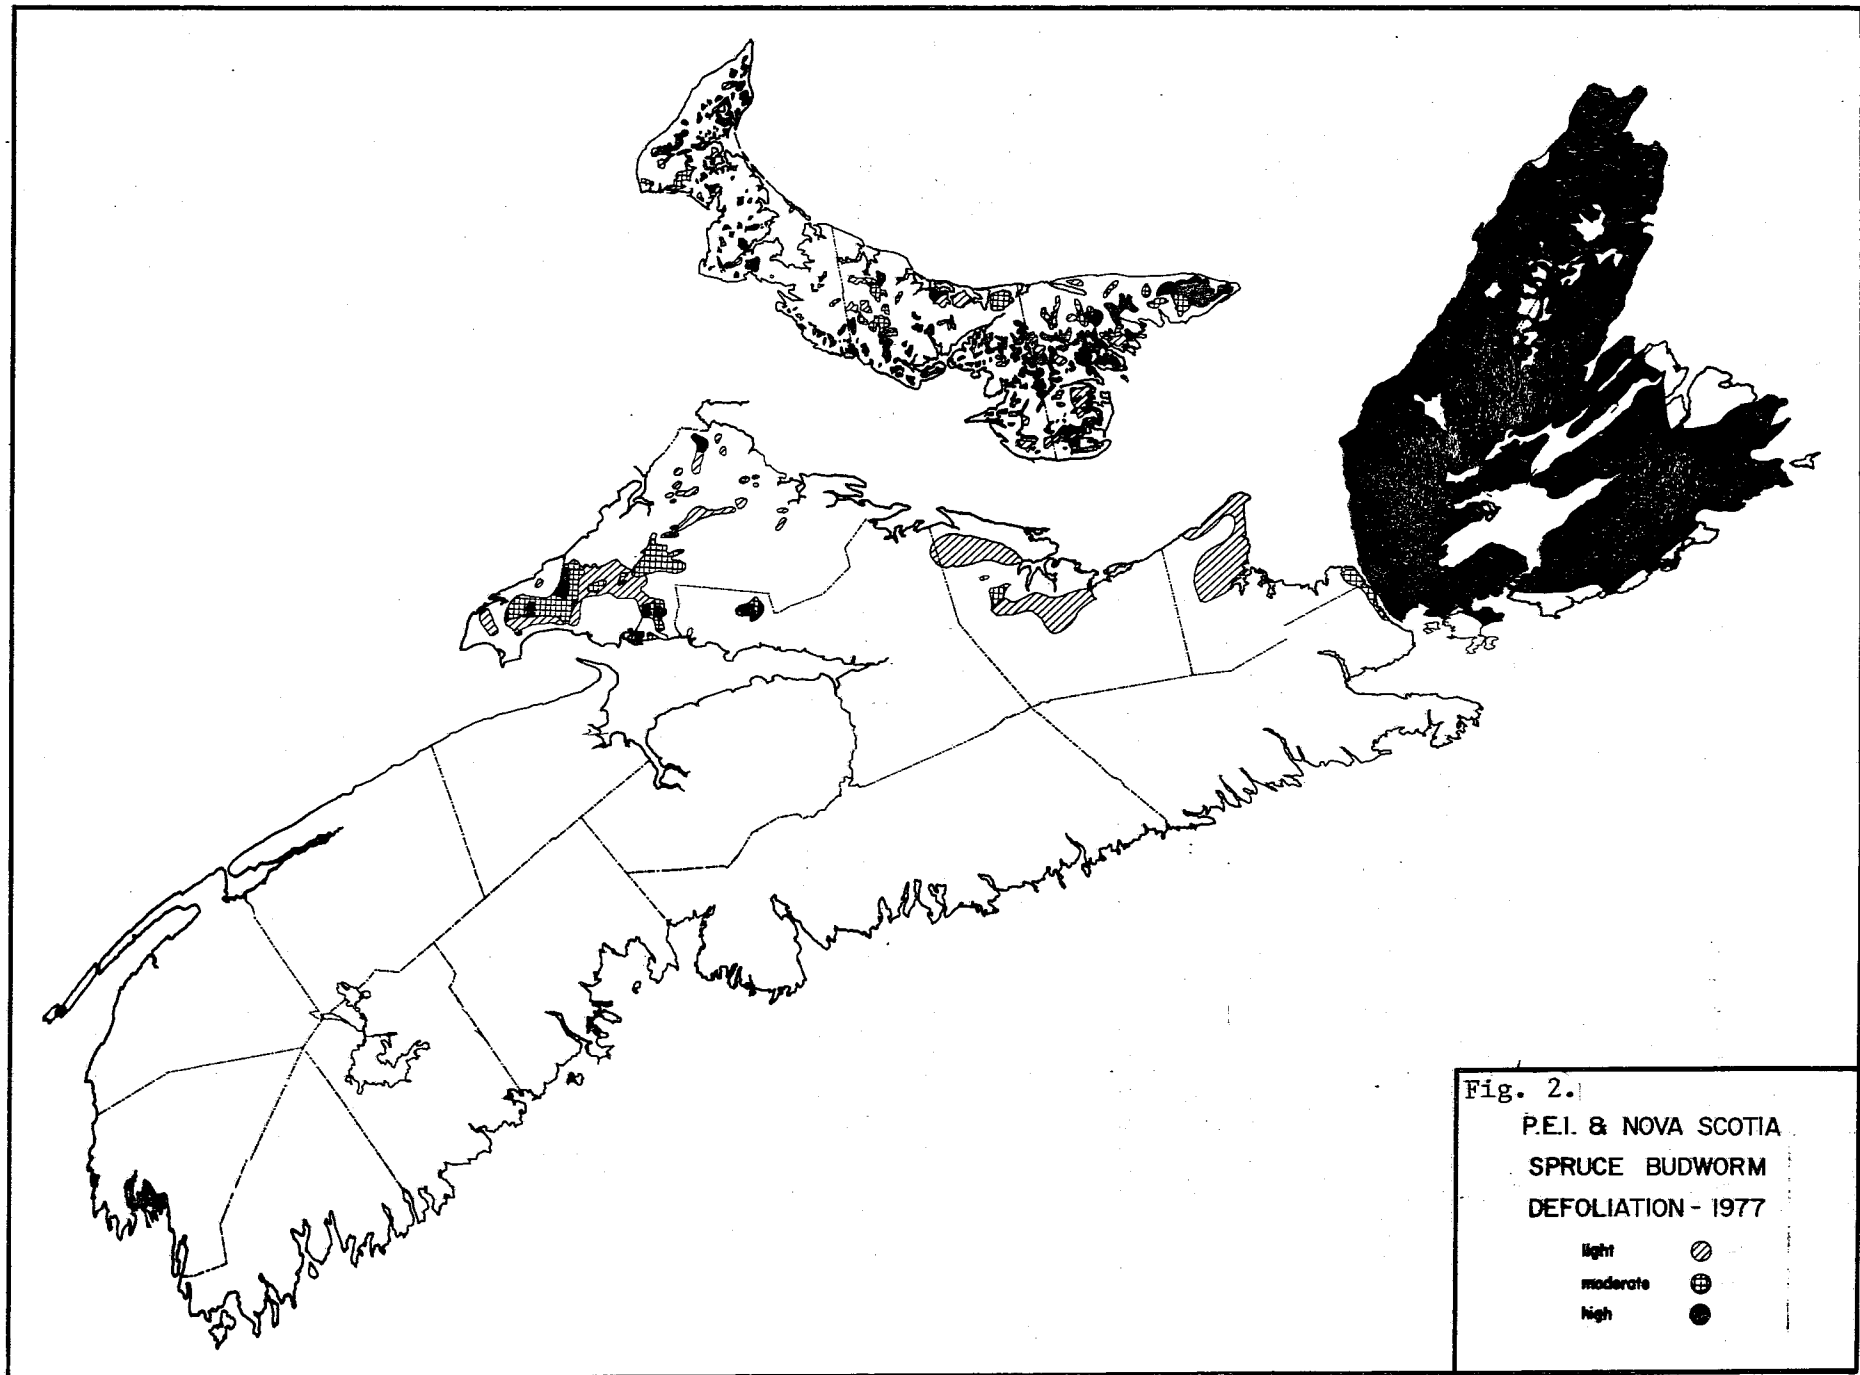 Fig. 2.
P.E.I. & NOVA SCOTIA
SPRUCE BUDWORM
DEFOLIATION - 1977
light
moderate
high